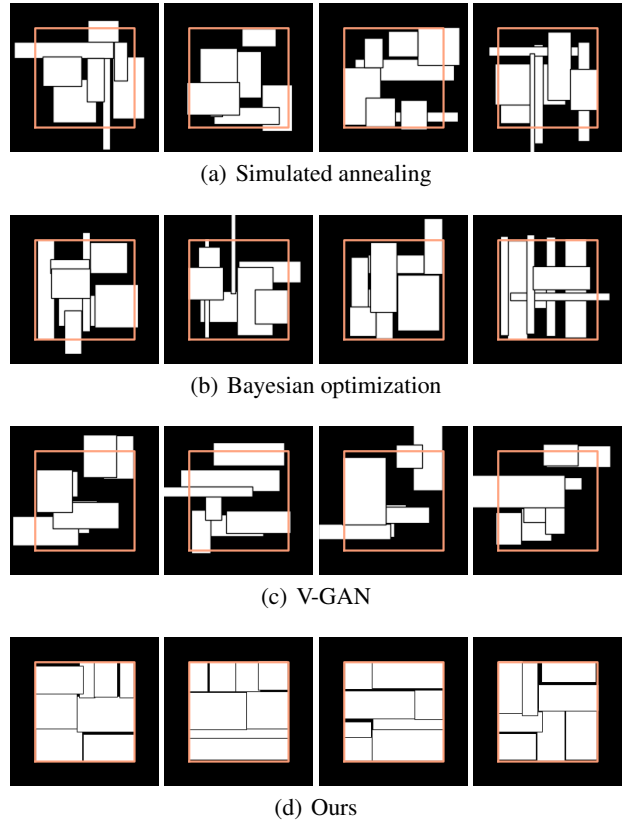 (a) Simulated annealing
(b) Bayesian optimization
(c) V-GAN
(d) Ours